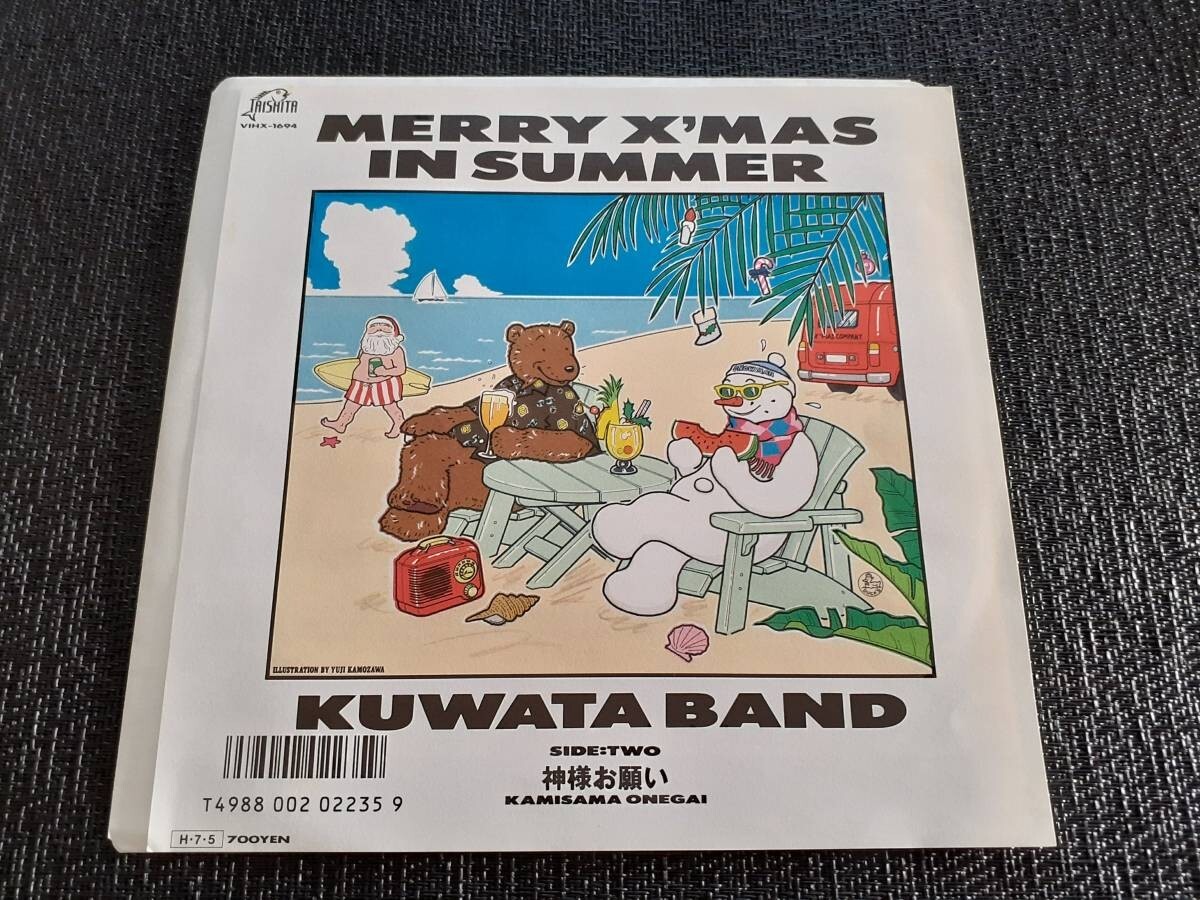 TAISHITA
VIHX-1694
MERRY X'MAS
IN SUMMER
COMPANY
ILLUSTRATION BY YUJI KAMOZAWA
KUWATA BAND
SIDE:TWO
神様お願い
KAMISAMA ONEGAI
T4988 002 02235 9
H·7·5 700YEN